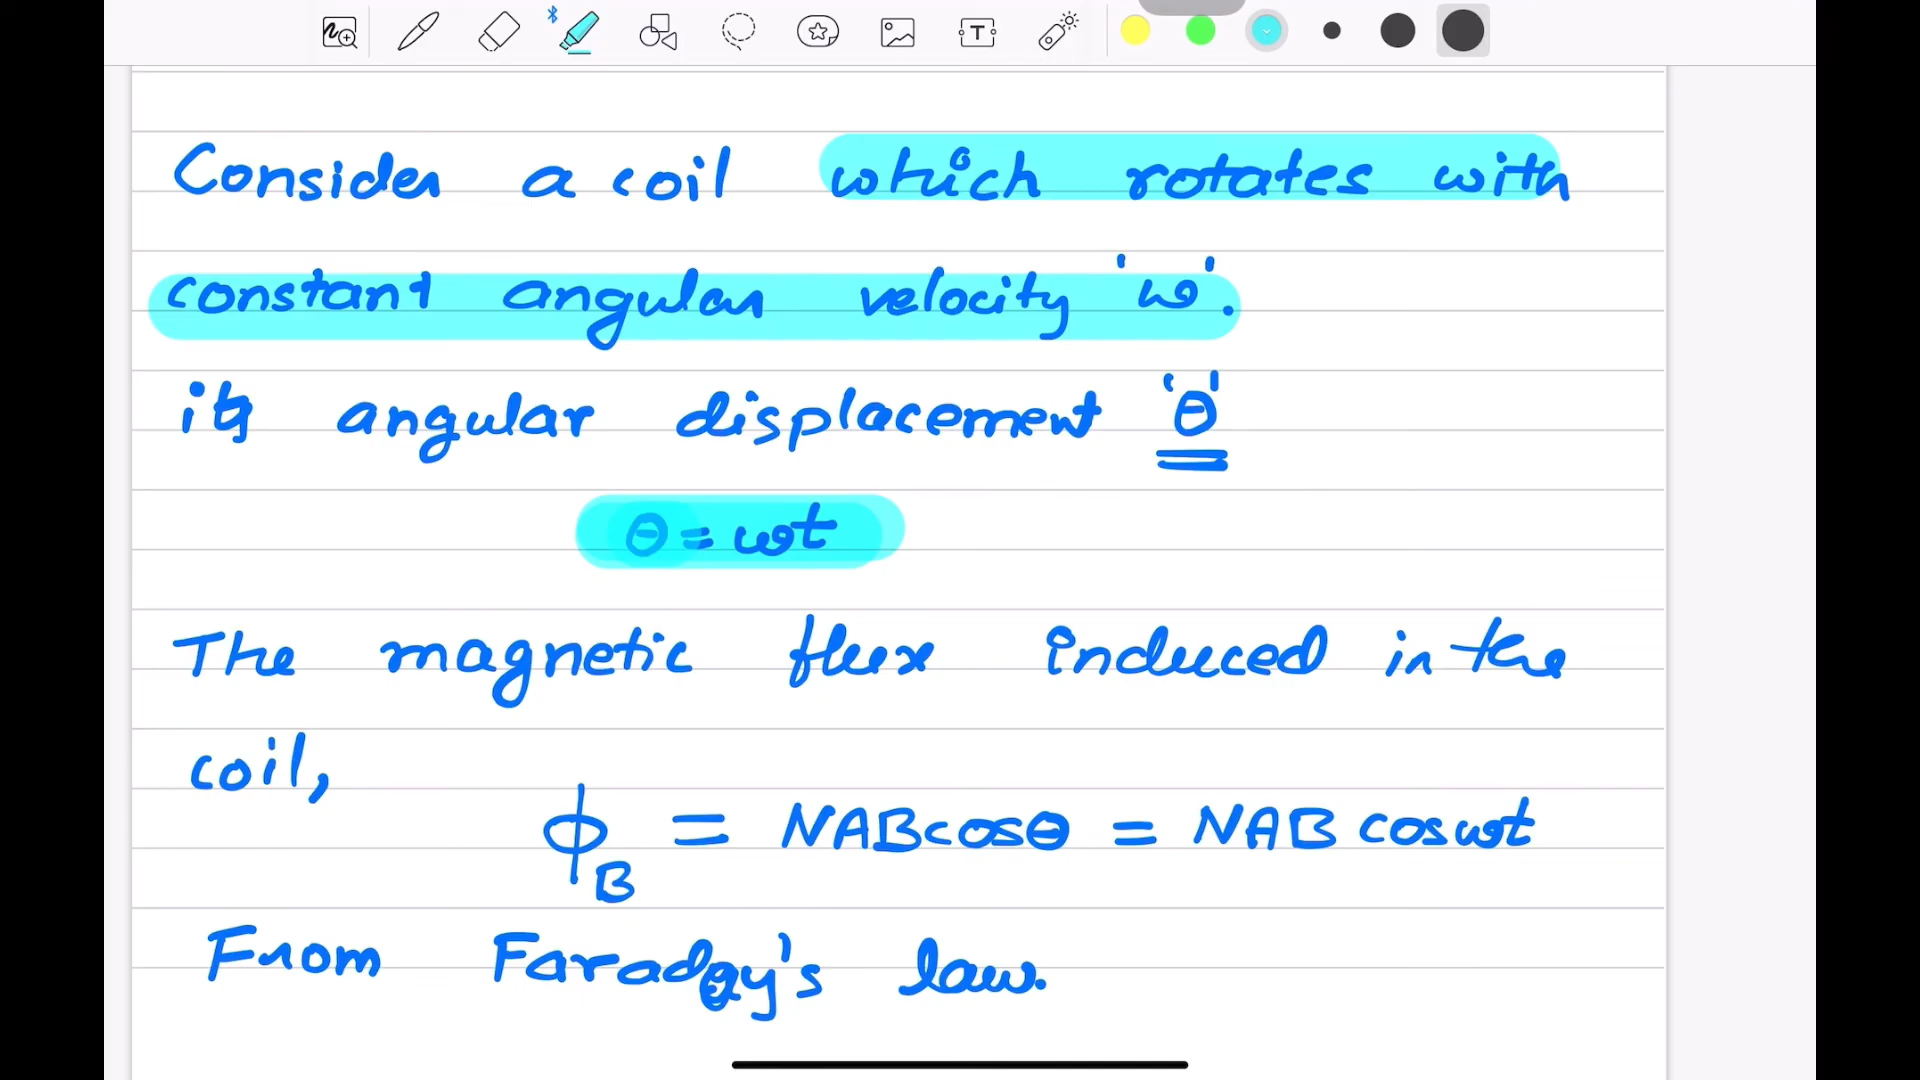 Consider a coil which rotates with
constant angular velocity 'ω'.
its angular displacement 'θ'
θ = ωt
The magnetic flux induced in the
coil,
ϕ_B = NABcosθ = NAB cosωt
From Faraday's law.